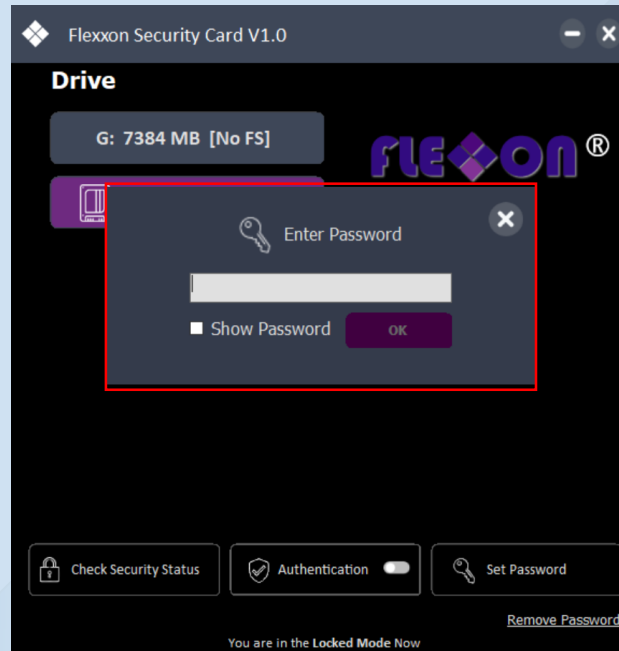 Flexxon Security Card V1.0
Drive
G: 7384 MB [No FS]
FLEXXON®
Enter Password
Show Password
OK
Check Security Status
Authentication
Set Password
Remove Password
You are in the Locked Mode Now